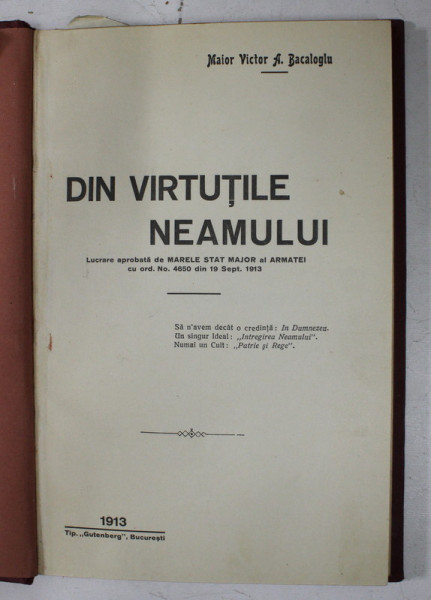 Maior Victor A. Bacaloglu
DIN VIRTUȚILE
NEAMULUI
Lucrare aprobată de MARELE STAT MAJOR al ARMATEI
cu ord. No. 4650 din 19 Sept. 1913
Să n'avem decât o credință: In Dumnezea.
Un singur Ideal: „Intregirea Neamului".
Numai un Cult: „Patrie și Rege".
1913
Tip. „Gutenberg", București